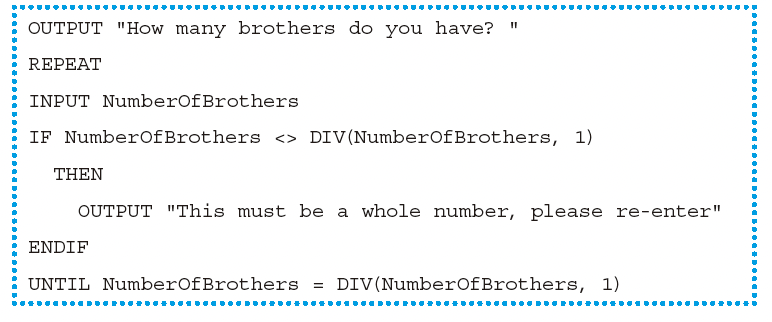 OUTPUT "How many brothers do you have? "
REPEAT
INPUT NumberOfBrothers
IF NumberOfBrothers <> DIV(NumberOfBrothers, 1)
THEN
OUTPUT "This must be a whole number, please re-enter"
ENDIF
UNTIL NumberOfBrothers = DIV(NumberOfBrothers, 1)